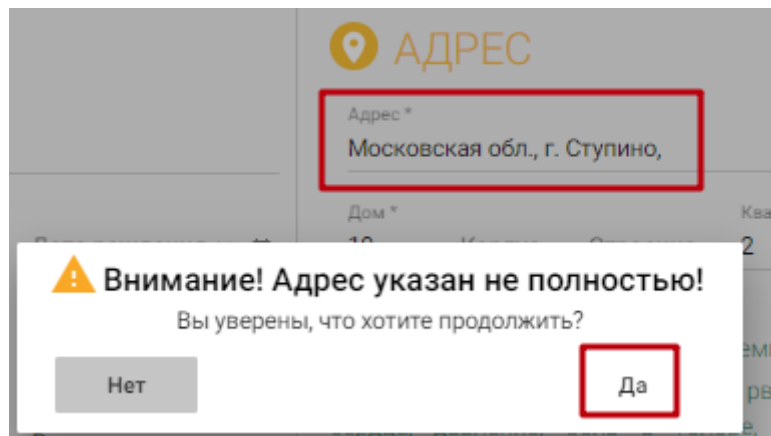 АДРЕС
Адрес *
Московская обл., г. Ступино,
Дом *
Внимание! Адрес указан не полностью!
2
Вы уверены, что хотите продолжить?
Нет
Да